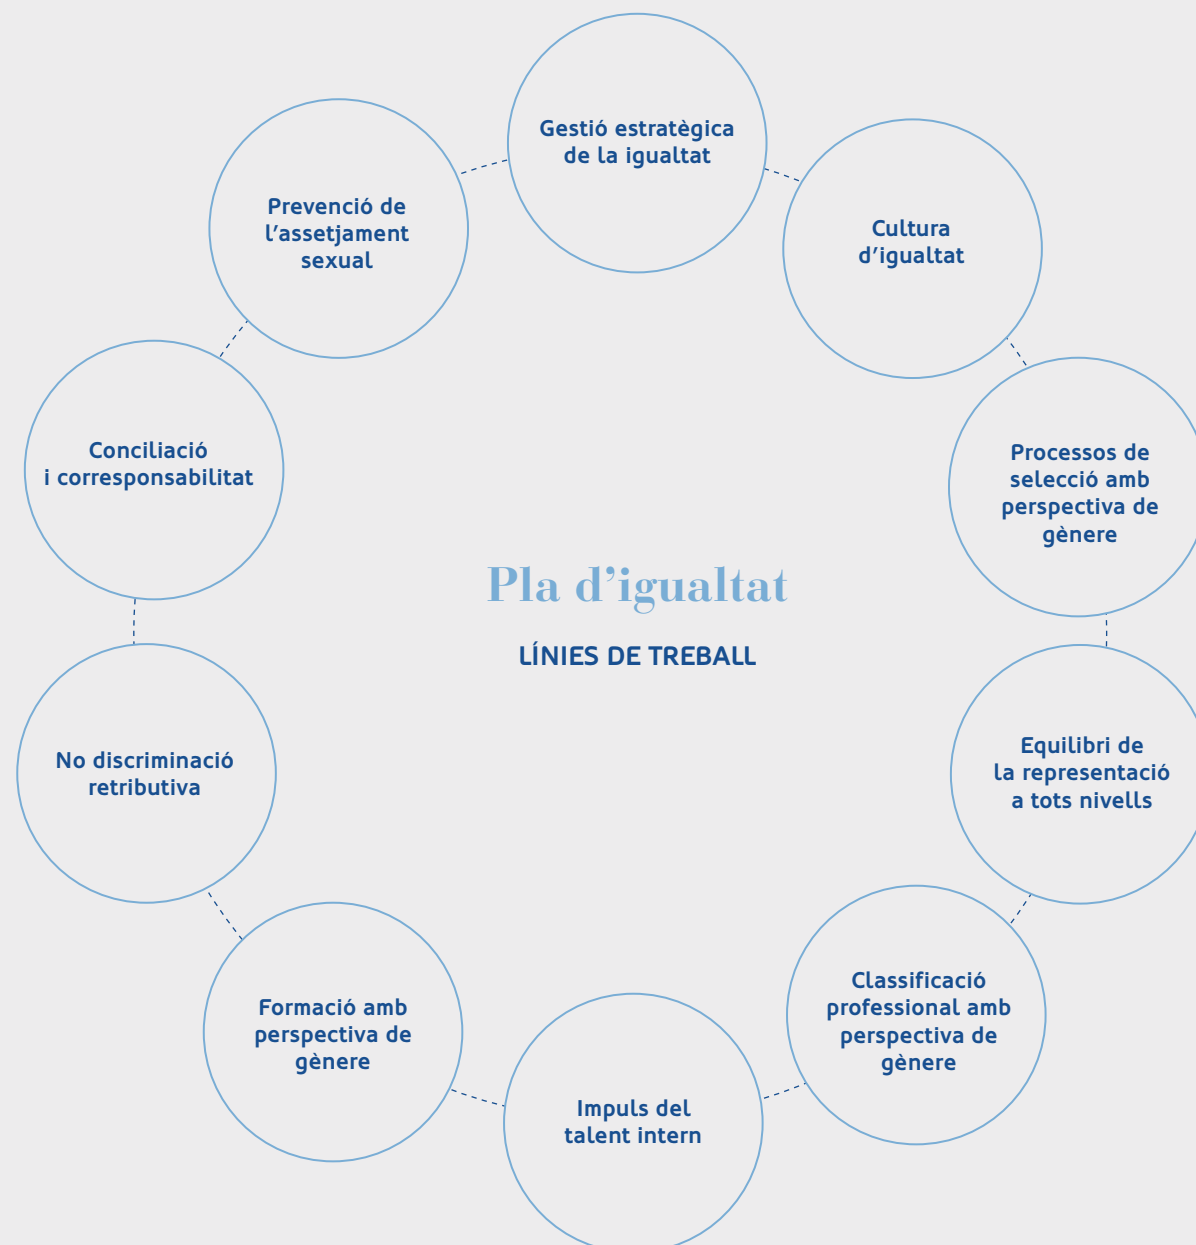 Gestió estratègica
de la igualtat
Cultura
d’igualtat
Processos de
selecció amb
perspectiva de
gènere
Equilibri de
la representació
a tots nivells
Classificació
professional amb
perspectiva de
gènere
Impuls del
talent intern
Formació amb
perspectiva de
gènere
No discriminació
retributiva
Conciliació
i corresponsabilitat
Prevenció de
l’assetjament
sexual
Pla d’igualtat
LÍNIES DE TREBALL